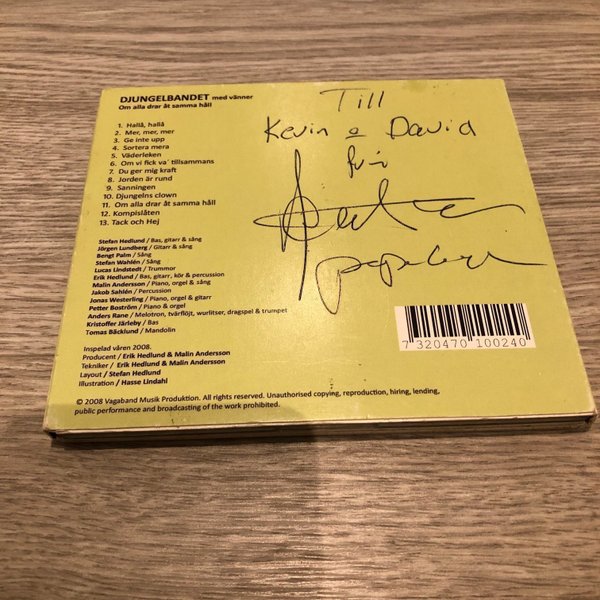 DJUNGELBANDET med vänner
Om alla drar åt samma håll
1. Hallå, hallå
2. Mer, mer, mer
3. Ge inte upp
4. Sortera mera
5. Väderleken
6. Om vi fick va´ tillsammans
7. Du ger mig kraft
8. Jorden är rund
9. Sanningen
10. Djungelns clown
11. Om alla drar åt samma håll
12. Kompislåten
13. Tack och Hej
Stefan Hedlund / Bas, gitarr & sång
Jörgen Lundberg / Gitarr & sång
Bengt Palm / Sång
Stefan Wahlén / Sång
Lucas Lindstedt / Trummor
Erik Hedlund / Bas, gitarr, kör & percussion
Malin Andersson / Piano, orgel & sång
Jakob Sahlén / Percussion
Jonas Westerling / Piano, orgel & gitarr
Petter Boström / Piano & orgel
Anders Rane / Melotron, tvärflöjt, wurlitser, dragspel & trumpet
Kristoffer Järleby / Bas
Tomas Bäcklund / Mandolin
Inspelad våren 2008.
Producent / Erik Hedlund & Malin Andersson
Tekniker / Erik Hedlund & Malin Andersson
Layout / Stefan Hedlund
Illustration / Hasse Lindahl
© 2008 Vagaband Musik Produktion. All rights reserved. Unauthorised copying, reproduction, hiring, lending,
public performance and broadcasting of the work prohibited.
Till
Kevin o David
från
7 320470 100240